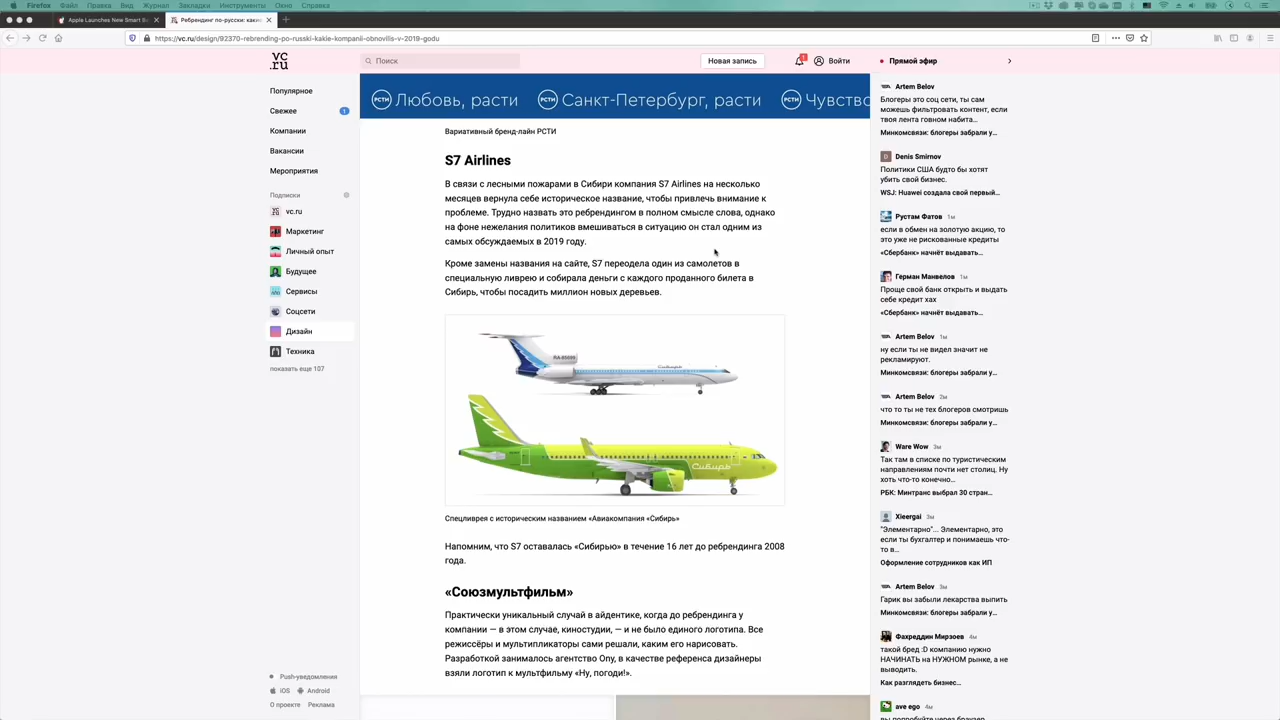 Firefox Файл Правка Вид Журнал Закладки Инструменты Окно Справка
Apple Launches New Smart Ba
Ребрендинг по-русски: какие
https://vc.ru/design/92370-rebrending-po-russki-kakie-kompanii-obnovilis-v-2019-godu
vc.ru
Поиск
Новая запись
1
Войти
Прямой эфир
Популярное
Свежее 1
Компании
Вакансии
Мероприятия
Подписки
vc.ru
Маркетинг
Личный опыт
Будущее
Сервисы
Соцсети
Дизайн
Техника
показать еще 107
Push-уведомления
iOS Android
О проекте Реклама
РСТИ Любовь, расти РСТИ Санкт-Петербург, расти РСТИ Чувство
Вариативный бренд-лайн РСТИ
S7 Airlines
В связи с лесными пожарами в Сибири компания S7 Airlines на несколько
месяцев вернула себе историческое название, чтобы привлечь внимание к
проблеме. Трудно назвать это ребрендингом в полном смысле слова, однако
на фоне нежелания политиков вмешиваться в ситуацию он стал одним из
самых обсуждаемых в 2019 году.
Кроме замены названия на сайте, S7 переодела один из самолетов в
специальную ливрею и собирала деньги с каждого проданного билета в
Сибирь, чтобы посадить миллион новых деревьев.
Сибирь
Спецливрея с историческим названием «Авиакомпания «Сибирь»
Напомним, что S7 оставалась «Сибирью» в течение 16 лет до ребрендинга 2008
года.
«Союзмультфильм»
Практически уникальный случай в айдентике, когда до ребрендинга у
компании — в этом случае, киностудии, — и не было единого логотипа. Все
режиссёры и мультипликаторы сами решали, каким его нарисовать.
Разработкой занималось агентство Ony, в качестве референса дизайнеры
взяли логотип к мультфильму «Ну, погоди!».
Artem Belov
Блогеры это соц сети, ты сам
можешь фильтровать контент, если
твоя лента говном набита…
Минкомсвязи: блогеры забрали у…
D Denis Smirnov
Политики США будто бы хотят
убить свой бизнес.
WSJ: Huawei создала свой первый…
Рустам Фатов 1м
если в обмен на золотую акцию, то
это уже не рискованные кредиты
«Сбербанк» начнёт выдавать…
Герман Манвелов 1м
Проще свой банк открыть и выдать
себе кредит хах
«Сбербанк» начнёт выдавать…
Artem Belov 1м
ну если ты не видел значит не
рекламируют.
Минкомсвязи: блогеры забрали у…
Artem Belov 2м
что то ты не тех блогеров смотришь
Минкомсвязи: блогеры забрали у…
Ware Wow 3м
Так там в списке по туристическим
направлениям почти нет столиц. Ну
хоть что-то конечно…
РБК: Минтранс выбрал 30 стран…
Xieergai 3м
"Элементарно"... Элементарно, это
если ты бухгалтер и понимаешь что-
то в…
Оформление сотрудников как ИП
Artem Belov 3м
Гарик вы забыли лекарства выпить
Минкомсвязи: блогеры забрали у…
Фахреддин Мирзоев 4м
такой бред :D компанию нужно
НАЧИНАТЬ на НУЖНОМ рынке, а не
выводить.
Как разглядеть бизнес…
ave ego 4м
вы попробуйте через браузер